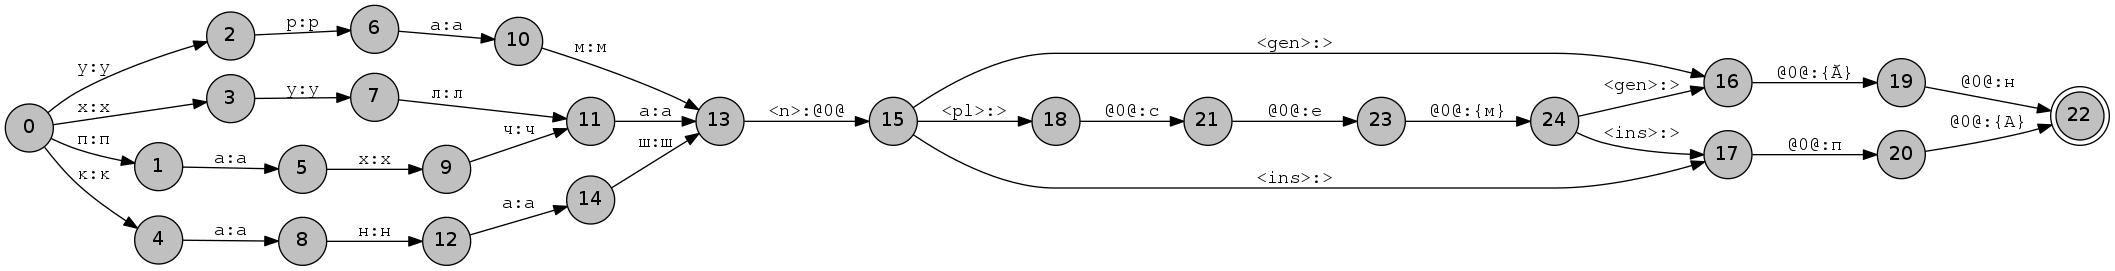 0
у:у
2
р:р
6
а:а
10
м:м
х:х
3
у:у
7
л:л
11
а:а
13
п:п
1
а:а
5
х:х
9
ч:ч
к:к
4
а:а
8
н:н
12
а:а
14
ш:ш
<n>:@0@
15
<gen>:>
<pl>:>
18
@0@:с
21
@0@:е
23
@0@:{м}
24
<gen>:>
<ins>:>
<ins>:>
16
@0@:{Ӑ}
19
@0@:н
17
@0@:п
20
@0@:{А}
22